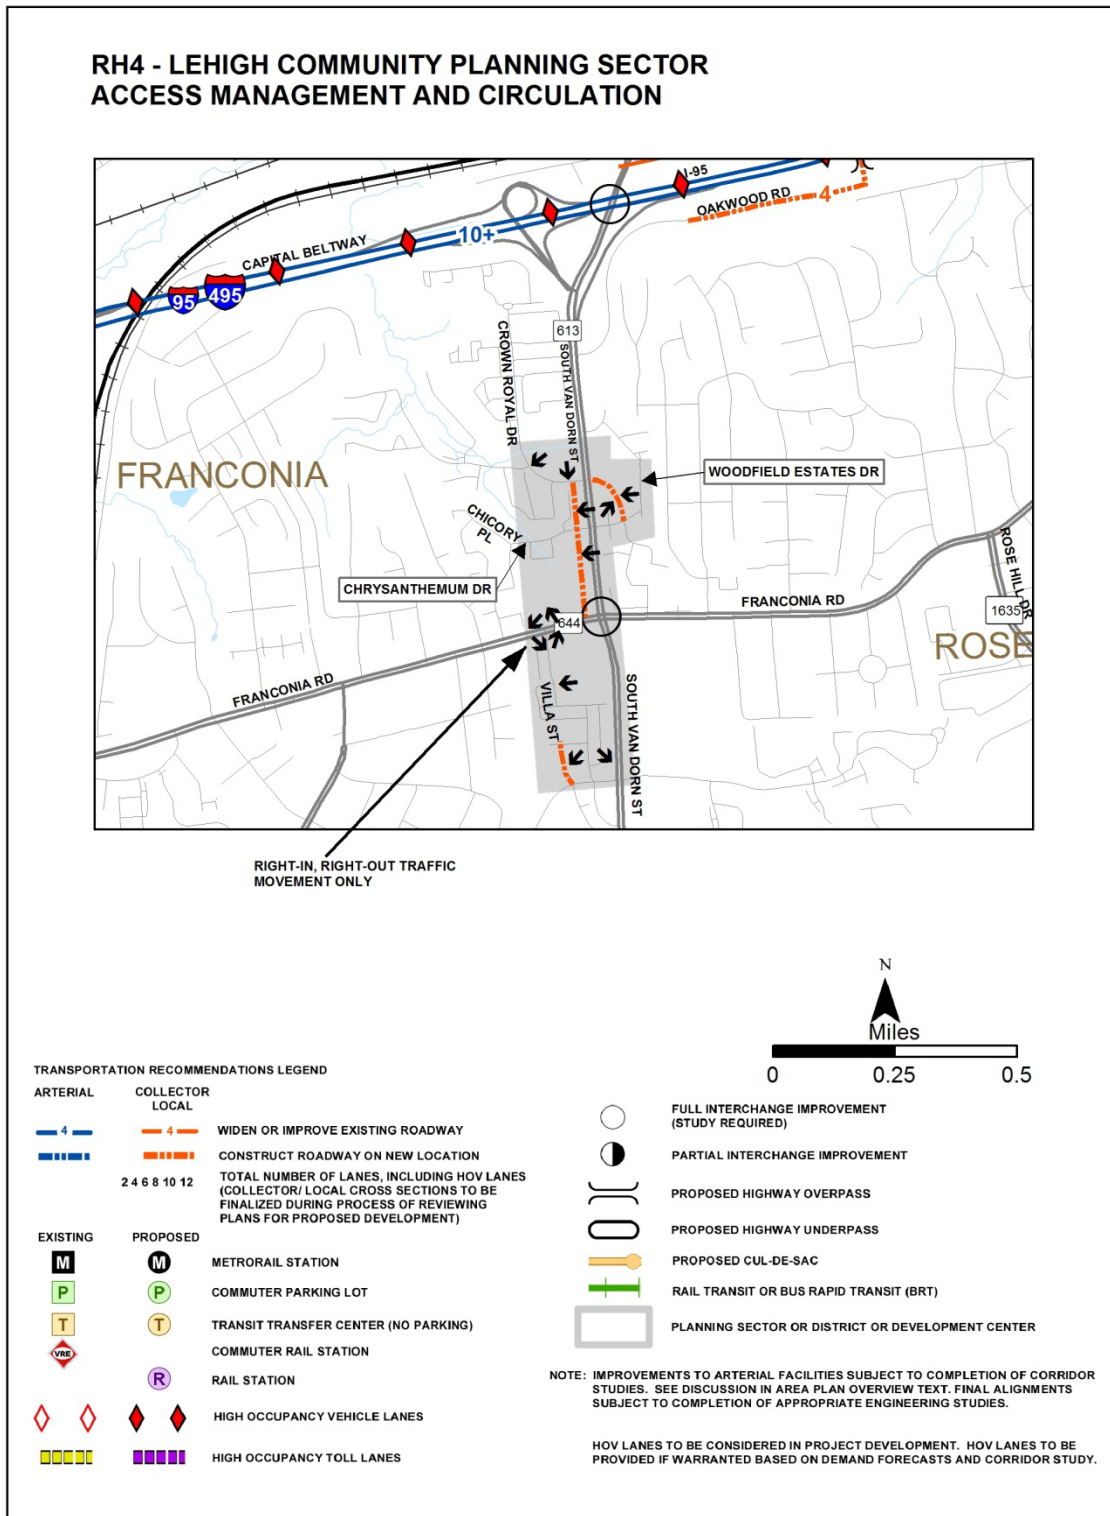 RH4 - LEHIGH COMMUNITY PLANNING SECTOR
ACCESS MANAGEMENT AND CIRCULATION
I-95
OAKWOOD RD
4
CAPITAL BELTWAY
10+
95
495
613
CROWN ROYAL DR
SOUTH VAN DORN ST
FRANCONIA
WOODFIELD ESTATES DR
CHICORY
PL
CHRYSANTHEMUM DR
ROSE HILL DR
FRANCONIA RD
1635
644
ROSE
FRANCONIA RD
VILLA ST
SOUTH VAN DORN ST
RIGHT-IN, RIGHT-OUT TRAFFIC
MOVEMENT ONLY
N
Miles
0 0.25 0.5
TRANSPORTATION RECOMMENDATIONS LEGEND
ARTERIAL COLLECTOR
LOCAL
4 4 WIDEN OR IMPROVE EXISTING ROADWAY
CONSTRUCT ROADWAY ON NEW LOCATION
2 4 6 8 10 12 TOTAL NUMBER OF LANES, INCLUDING HOV LANES
(COLLECTOR/ LOCAL CROSS SECTIONS TO BE
FINALIZED DURING PROCESS OF REVIEWING
PLANS FOR PROPOSED DEVELOPMENT)
EXISTING PROPOSED
M M METRORAIL STATION
P P COMMUTER PARKING LOT
T T TRANSIT TRANSFER CENTER (NO PARKING)
VRE COMMUTER RAIL STATION
R RAIL STATION
HIGH OCCUPANCY VEHICLE LANES
HIGH OCCUPANCY TOLL LANES
FULL INTERCHANGE IMPROVEMENT
(STUDY REQUIRED)
PARTIAL INTERCHANGE IMPROVEMENT
PROPOSED HIGHWAY OVERPASS
PROPOSED HIGHWAY UNDERPASS
PROPOSED CUL-DE-SAC
RAIL TRANSIT OR BUS RAPID TRANSIT (BRT)
PLANNING SECTOR OR DISTRICT OR DEVELOPMENT CENTER
NOTE: IMPROVEMENTS TO ARTERIAL FACILITIES SUBJECT TO COMPLETION OF CORRIDOR
STUDIES. SEE DISCUSSION IN AREA PLAN OVERVIEW TEXT. FINAL ALIGNMENTS
SUBJECT TO COMPLETION OF APPROPRIATE ENGINEERING STUDIES.
HOV LANES TO BE CONSIDERED IN PROJECT DEVELOPMENT. HOV LANES TO BE
PROVIDED IF WARRANTED BASED ON DEMAND FORECASTS AND CORRIDOR STUDY.